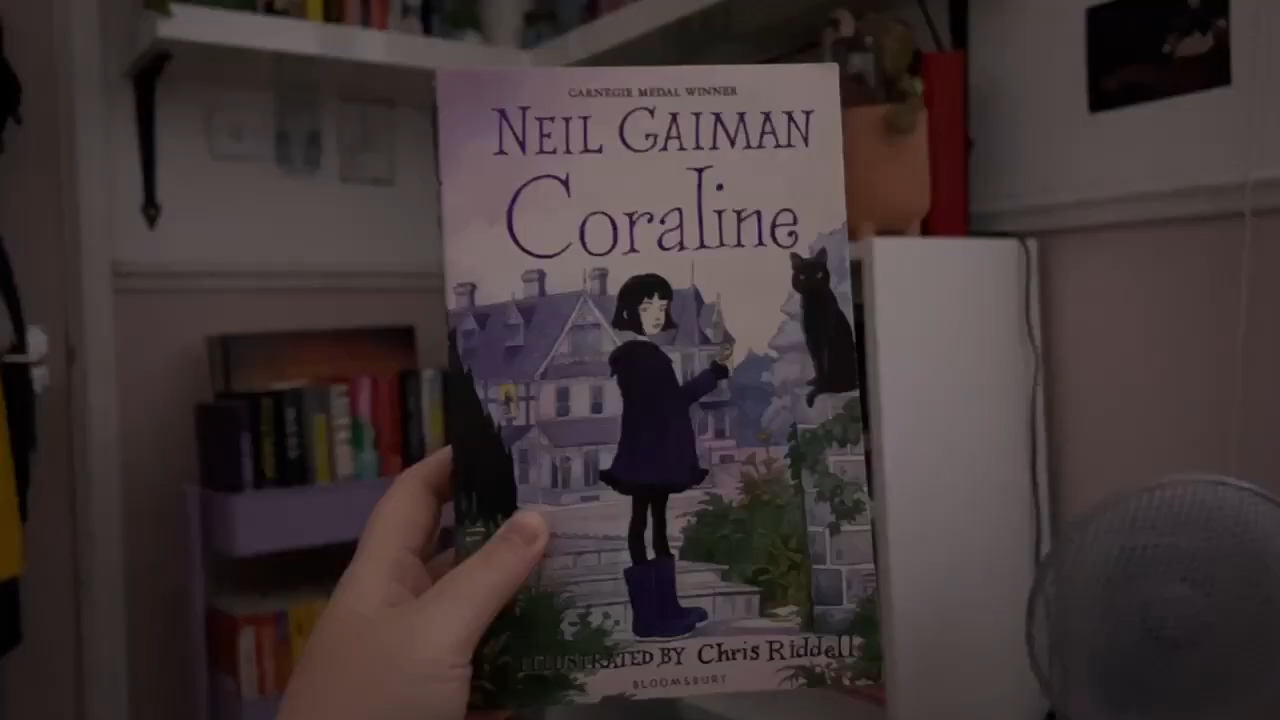 CARNEGIE MEDAL WINNER
NEIL GAIMAN
Coraline
ILLUSTRATED BY Chris Riddell
BLOOMSBURY